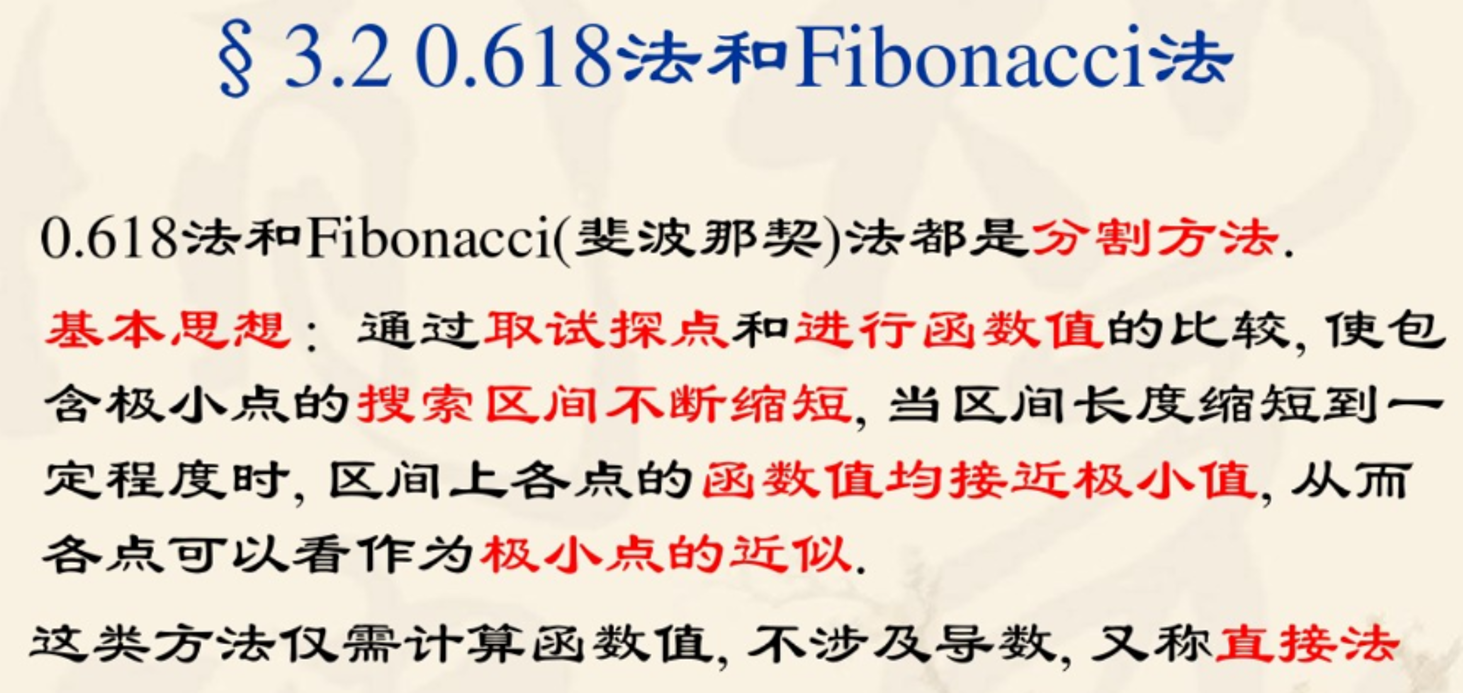 § 3.2 0.618法和Fibonacci法
0.618法和Fibonacci(斐波那契)法都是分割方法.
基本思想：通过取试探点和进行函数值的比较, 使包
含极小点的搜索区间不断缩短, 当区间长度缩短到一
定程度时, 区间上各点的函数值均接近极小值, 从而
各点可以看作为极小点的近似.
这类方法仅需计算函数值, 不涉及导数, 又称直接法